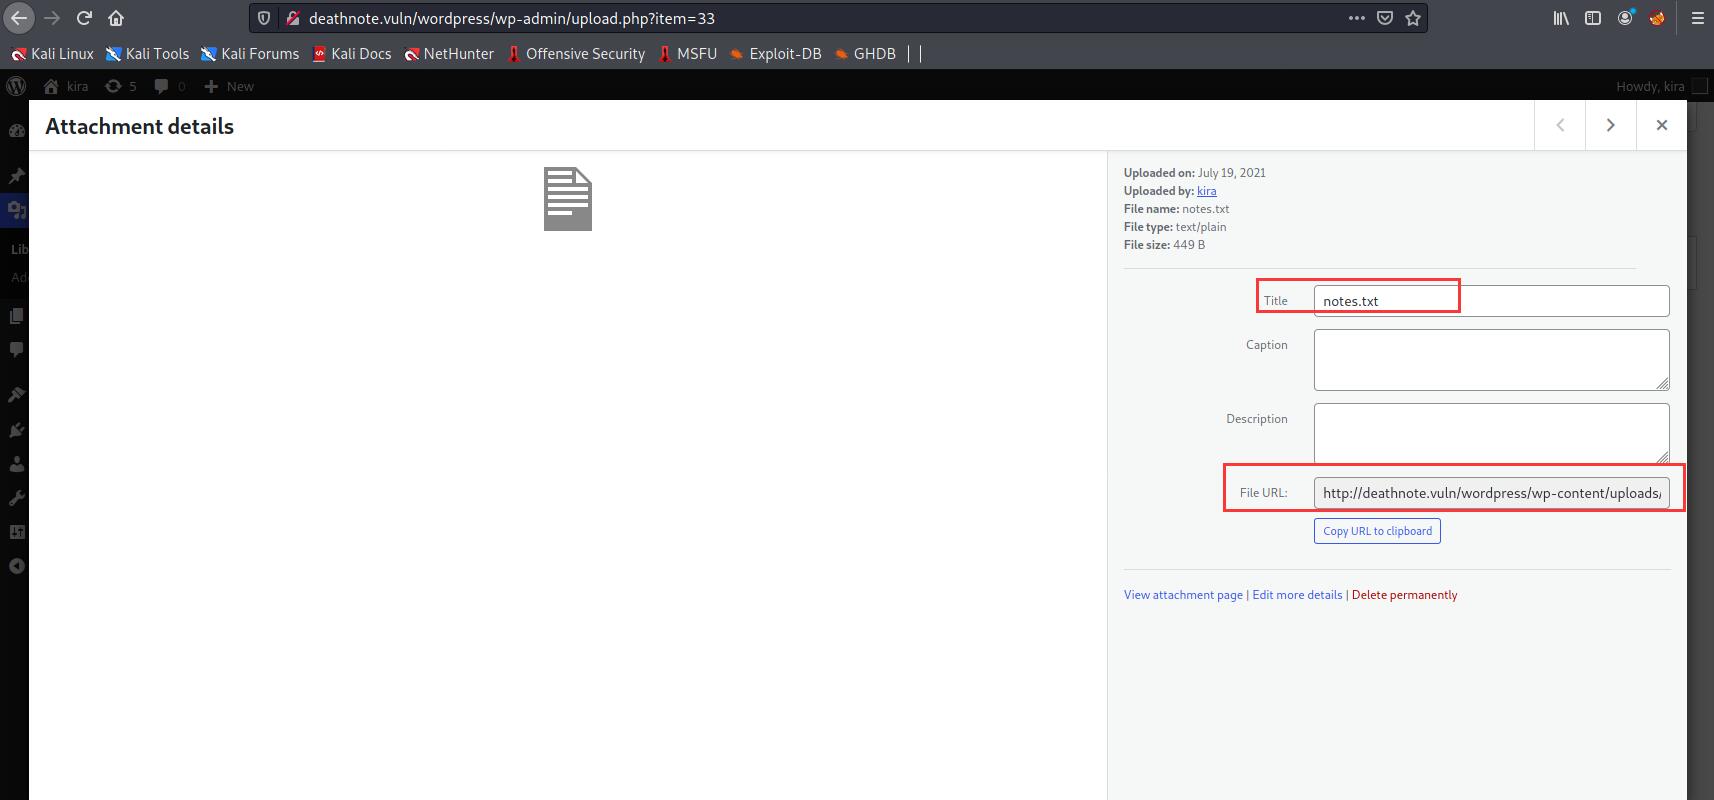 deathnote.vuln/wordpress/wp-admin/upload.php?item=33
Kali Linux Kali Tools Kali Forums Kali Docs NetHunter Offensive Security MSFU Exploit-DB GHDB
kira 5 0 New Howdy, kira
Attachment details
Uploaded on: July 19, 2021
Uploaded by: kira
File name: notes.txt
File type: text/plain
File size: 449 B
Lib
Ad
Title notes.txt
Caption
Description
File URL: http://deathnote.vuln/wordpress/wp-content/uploads/
Copy URL to clipboard
View attachment page | Edit more details | Delete permanently